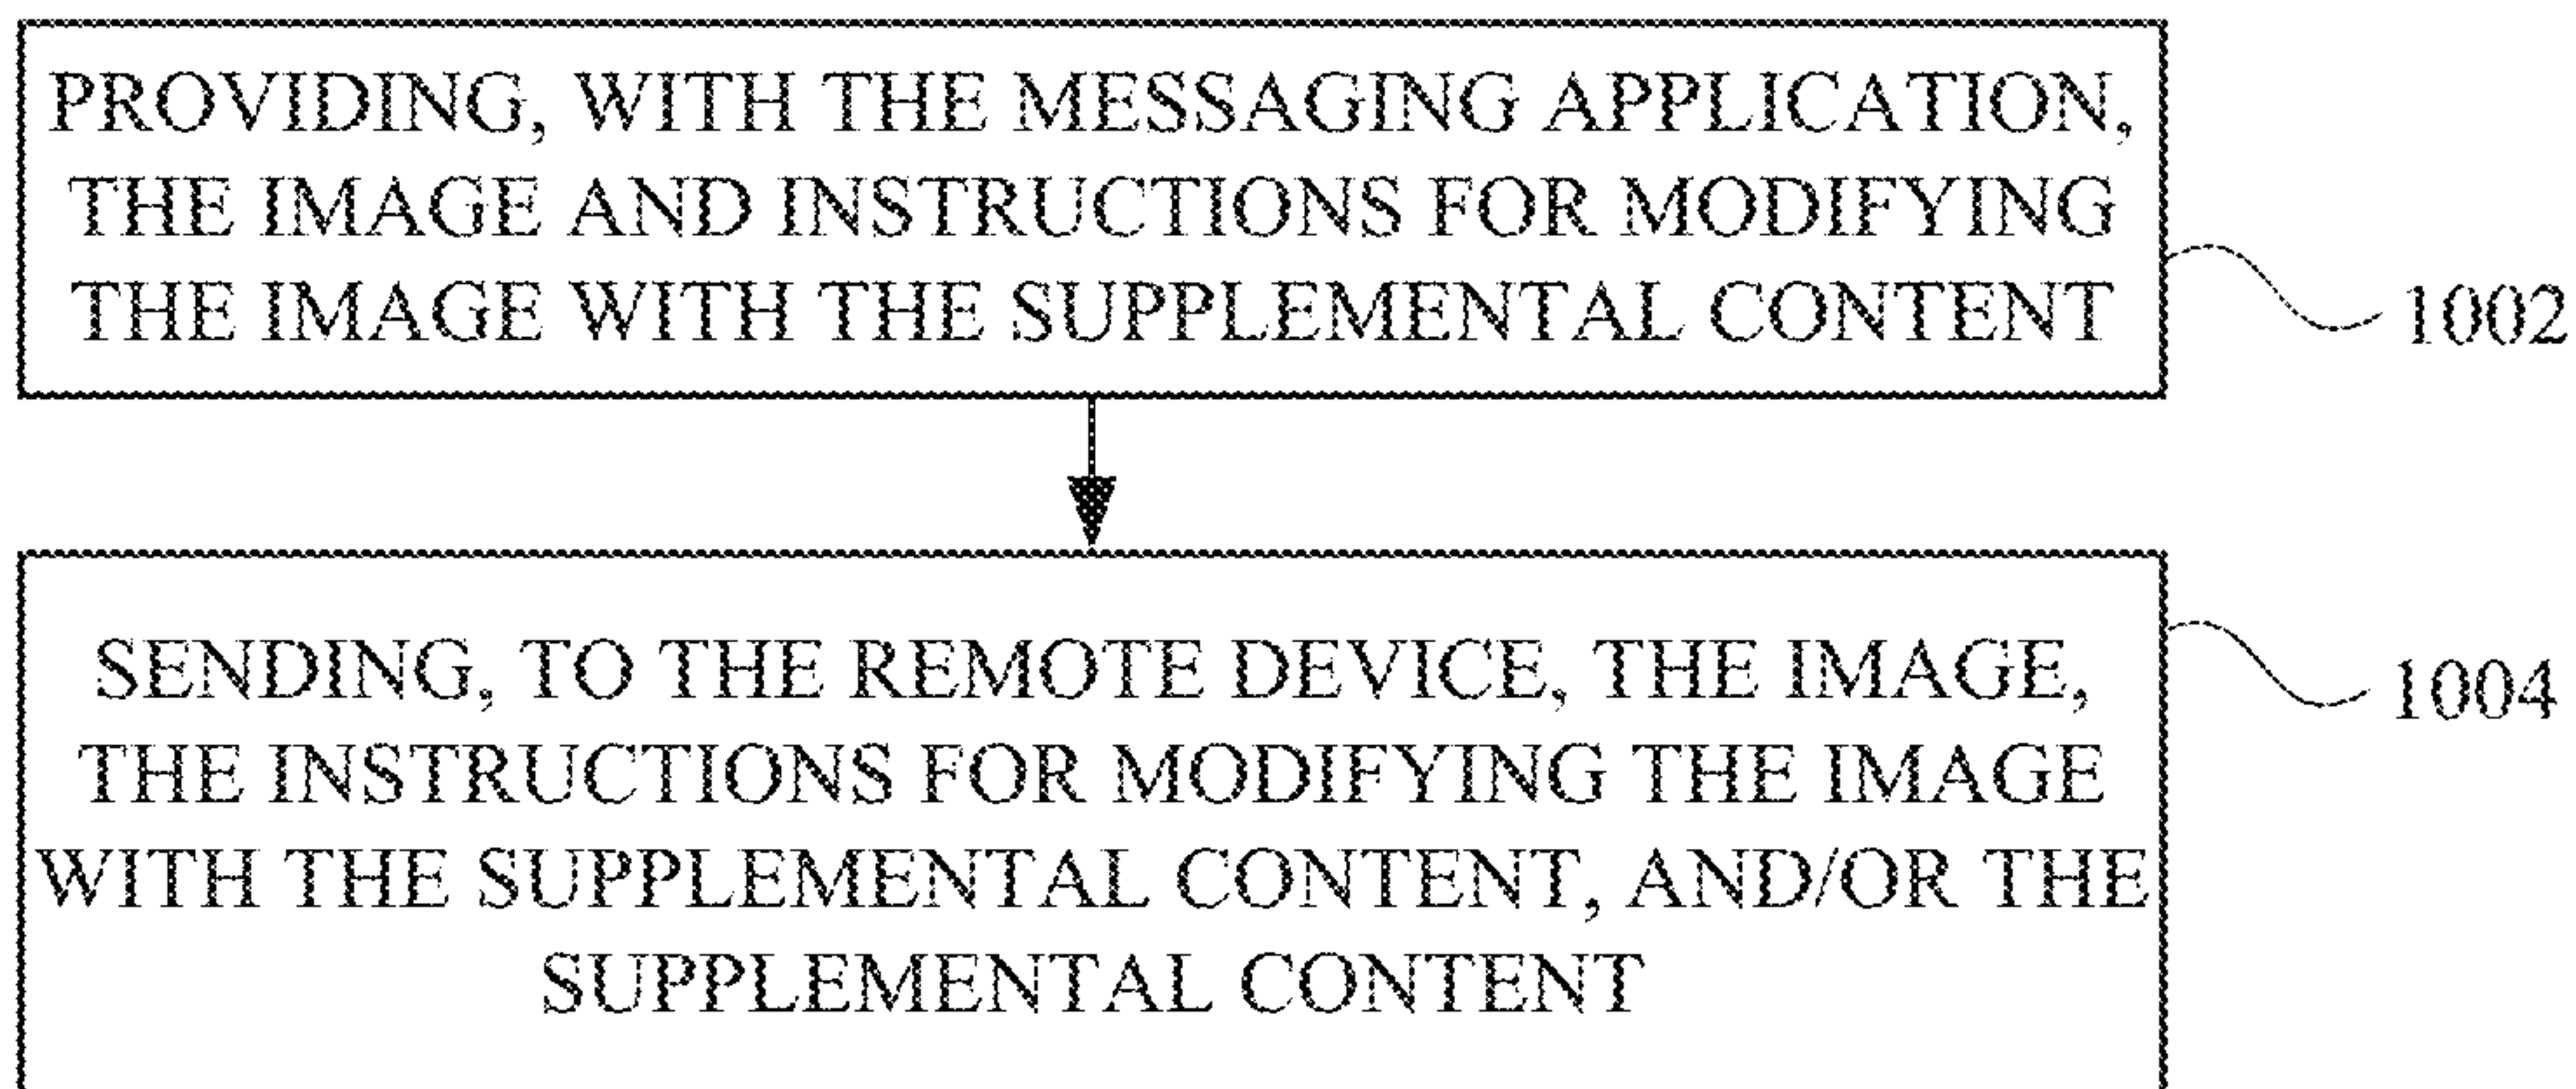 PROVIDING, WITH THE MESSAGING APPLICATION,
THE IMAGE AND INSTRUCTIONS FOR MODIFYING
THE IMAGE WITH THE SUPPLEMENTAL CONTENT
1002
SENDING, TO THE REMOTE DEVICE, THE IMAGE,
THE INSTRUCTIONS FOR MODIFYING THE IMAGE
WITH THE SUPPLEMENTAL CONTENT, AND/OR THE
SUPPLEMENTAL CONTENT
1004